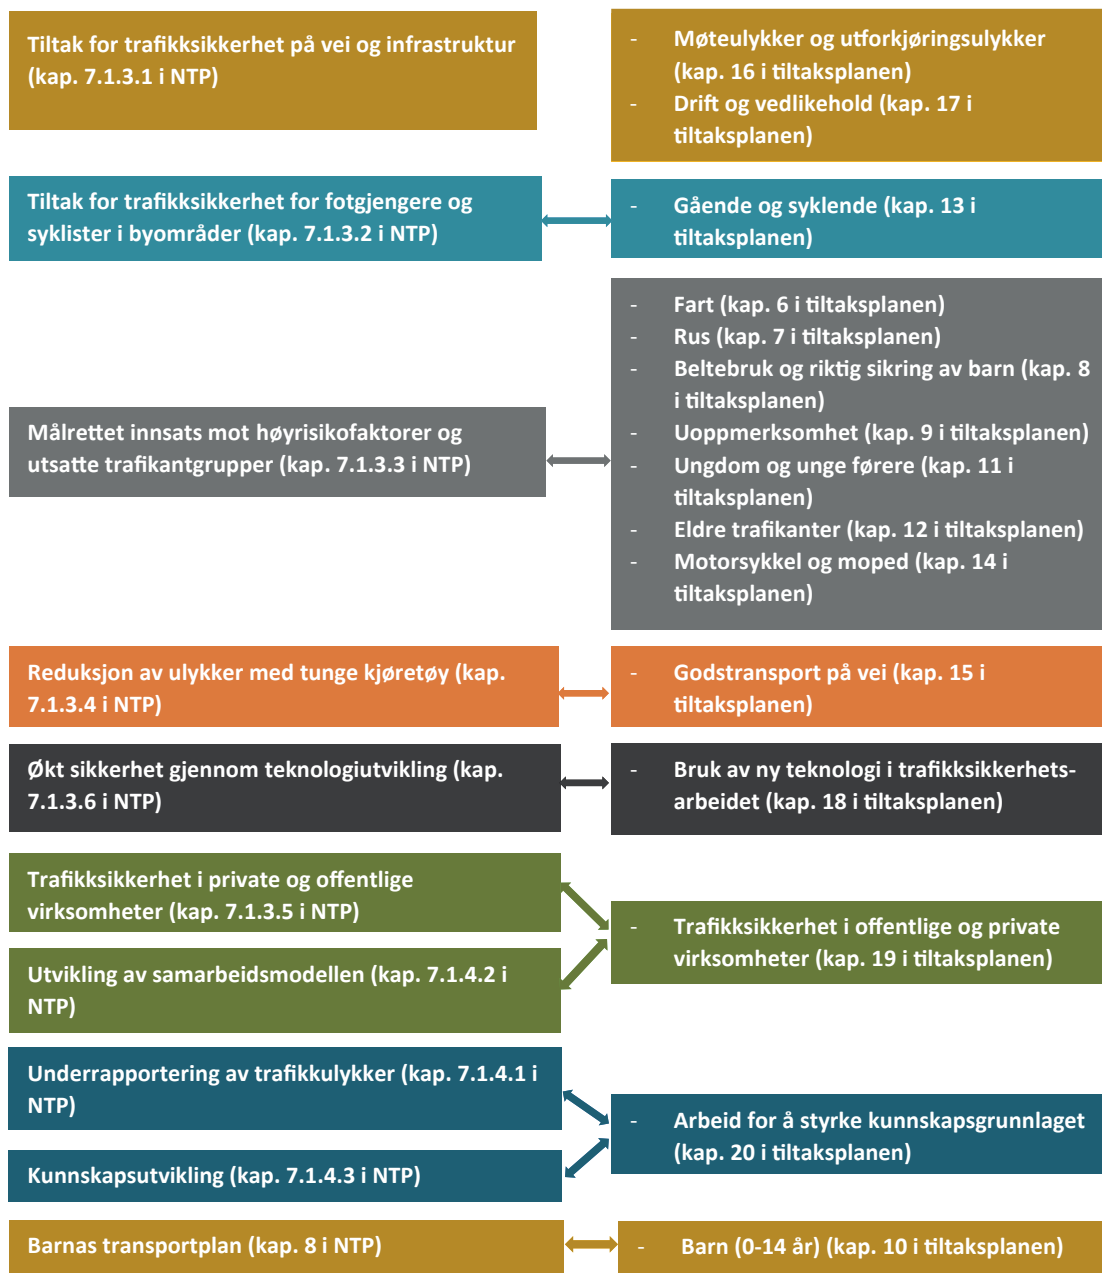 Tiltak for trafikksikkerhet på vei og infrastruktur
(kap. 7.1.3.1 i NTP)
- Møteulykker og utforkjøringsulykker
(kap. 16 i tiltaksplanen)
- Drift og vedlikehold (kap. 17 i
tiltaksplanen)
Tiltak for trafikksikkerhet for fotgjengere og
syklister i byområder (kap. 7.1.3.2 i NTP)
- Gående og syklende (kap. 13 i
tiltaksplanen)
Målrettet innsats mot høyrisikofaktorer og
utsatte trafikantgrupper (kap. 7.1.3.3 i NTP)
- Fart (kap. 6 i tiltaksplanen)
- Rus (kap. 7 i tiltaksplanen)
- Beltebruk og riktig sikring av barn (kap. 8
i tiltaksplanen)
- Uoppmerksomhet (kap. 9 i tiltaksplanen)
- Ungdom og unge førere (kap. 11 i
tiltaksplanen)
- Eldre trafikanter (kap. 12 i tiltaksplanen)
- Motorsykkel og moped (kap. 14 i
tiltaksplanen)
Reduksjon av ulykker med tunge kjøretøy (kap.
7.1.3.4 i NTP)
- Godstransport på vei (kap. 15 i
tiltaksplanen)
Økt sikkerhet gjennom teknologiutvikling (kap.
7.1.3.6 i NTP)
- Bruk av ny teknologi i trafikksikkerhets-
arbeidet (kap. 18 i tiltaksplanen)
Trafikksikkerhet i private og offentlige
virksomheter (kap. 7.1.3.5 i NTP)
Utvikling av samarbeidsmodellen (kap. 7.1.4.2 i
NTP)
- Trafikksikkerhet i offentlige og private
virksomheter (kap. 19 i tiltaksplanen)
Underrapportering av trafikkulykker (kap. 7.1.4.1 i
NTP)
Kunnskapsutvikling (kap. 7.1.4.3 i NTP)
- Arbeid for å styrke kunnskapsgrunnlaget
(kap. 20 i tiltaksplanen)
Barnas transportplan (kap. 8 i NTP)
- Barn (0-14 år) (kap. 10 i tiltaksplanen)